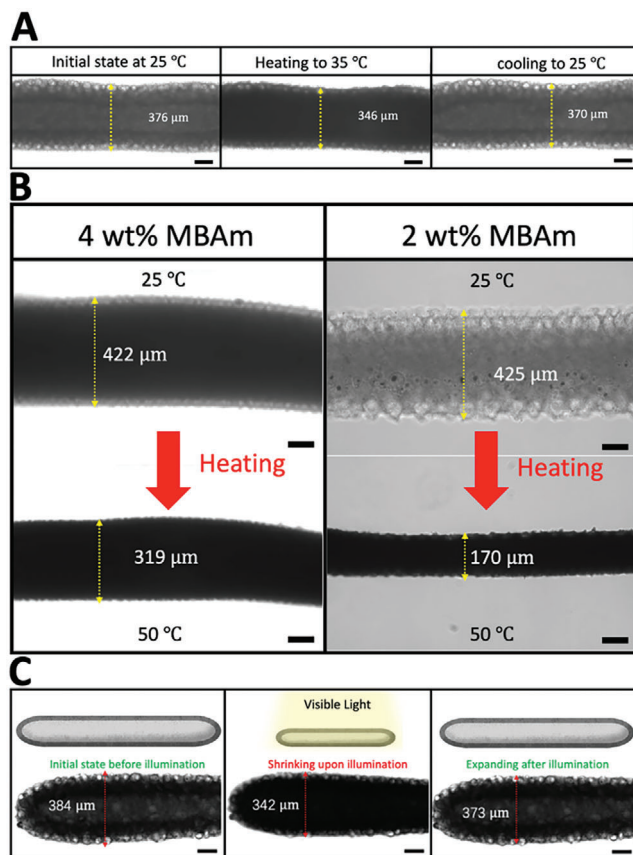 A
Initial state at 25 °C
Heating to 35 °C
cooling to 25 °C
376 μm
346 μm
370 μm
B
4 wt% MBAm
2 wt% MBAm
25 °C
25 °C
422 μm
425 μm
Heating
Heating
319 μm
170 μm
50 °C
50 °C
C
Visible Light
Initial state before illumination
Shrinking upon illumination
Expanding after illumination
384 μm
342 μm
373 μm